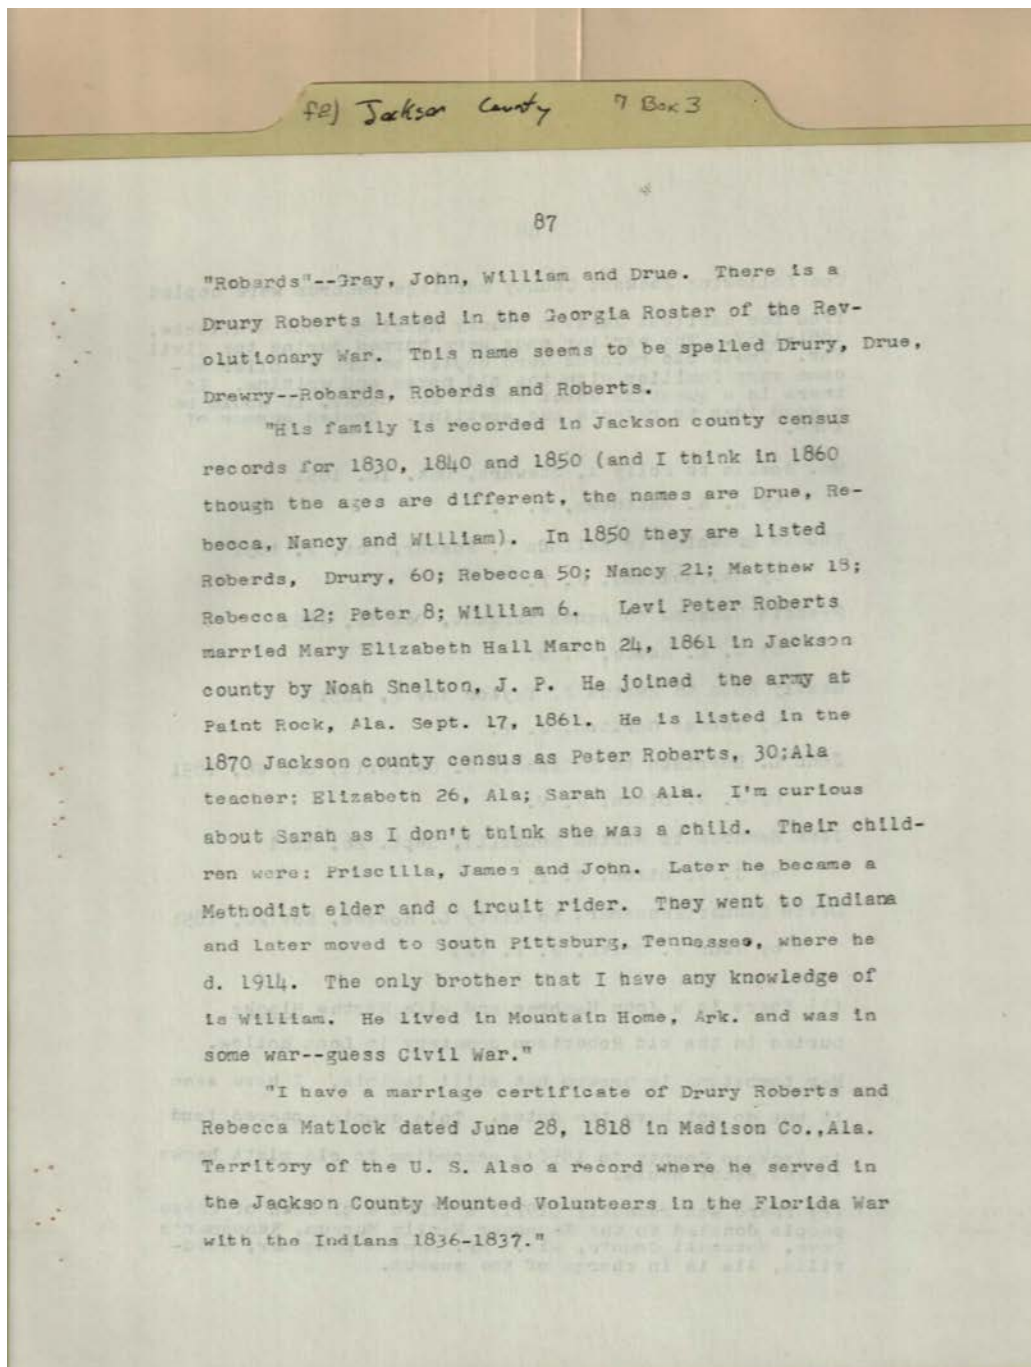 fe) Jackson County 7 Box 3
87
"Robards"--Gray, John, William and Drue. There is a
Drury Roberts listed in the Georgia Roster of the Rev-
olutionary War. This name seems to be spelled Drury, Drue,
Drewry--Robards, Roberds and Roberts.
"His family is recorded in Jackson county census
records for 1830, 1840 and 1850 (and I think in 1860
though the ages are different, the names are Drue, Re-
becca, Nancy and William). In 1850 they are listed
Roberds, Drury, 60; Rebecca 50; Nancy 21; Matthew 18;
Rebecca 12; Peter 8; William 6. Levi Peter Roberts
married Mary Elizabeth Hall March 24, 1861 in Jackson
county by Noah Snelton, J. P. He joined the army at
Paint Rock, Ala. Sept. 17, 1861. He is listed in the
1870 Jackson county census as Peter Roberts, 30;Ala
teacher; Elizabeth 26, Ala; Sarah 10 Ala. I'm curious
about Sarah as I don't think she was a child. Their child-
ren were: Priscilla, James and John. Later he became a
Methodist elder and c ircuit rider. They went to Indiana
and later moved to South Pittsburg, Tennessee, where he
d. 1914. The only brother that I have any knowledge of
is William. He lived in Mountain Home, Ark. and was in
some war--guess Civil War."
"I have a marriage certificate of Drury Roberts and
Rebecca Matlock dated June 28, 1818 in Madison Co.,Ala.
Territory of the U. S. Also a record where he served in
the Jackson County Mounted Volunteers in the Florida War
with the Indians 1836-1837."